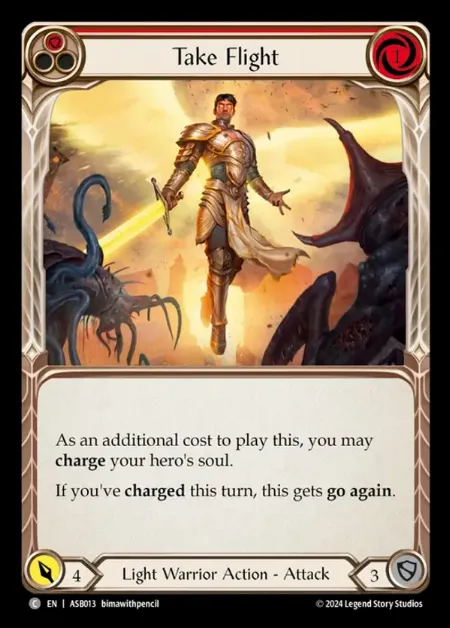 Take Flight
1
As an additional cost to play this, you may
charge your hero's soul.
If you've charged this turn, this gets go again.
4
Light Warrior Action - Attack
3
C EN | ASB013 bimawithpencil
© 2024 Legend Story Studios